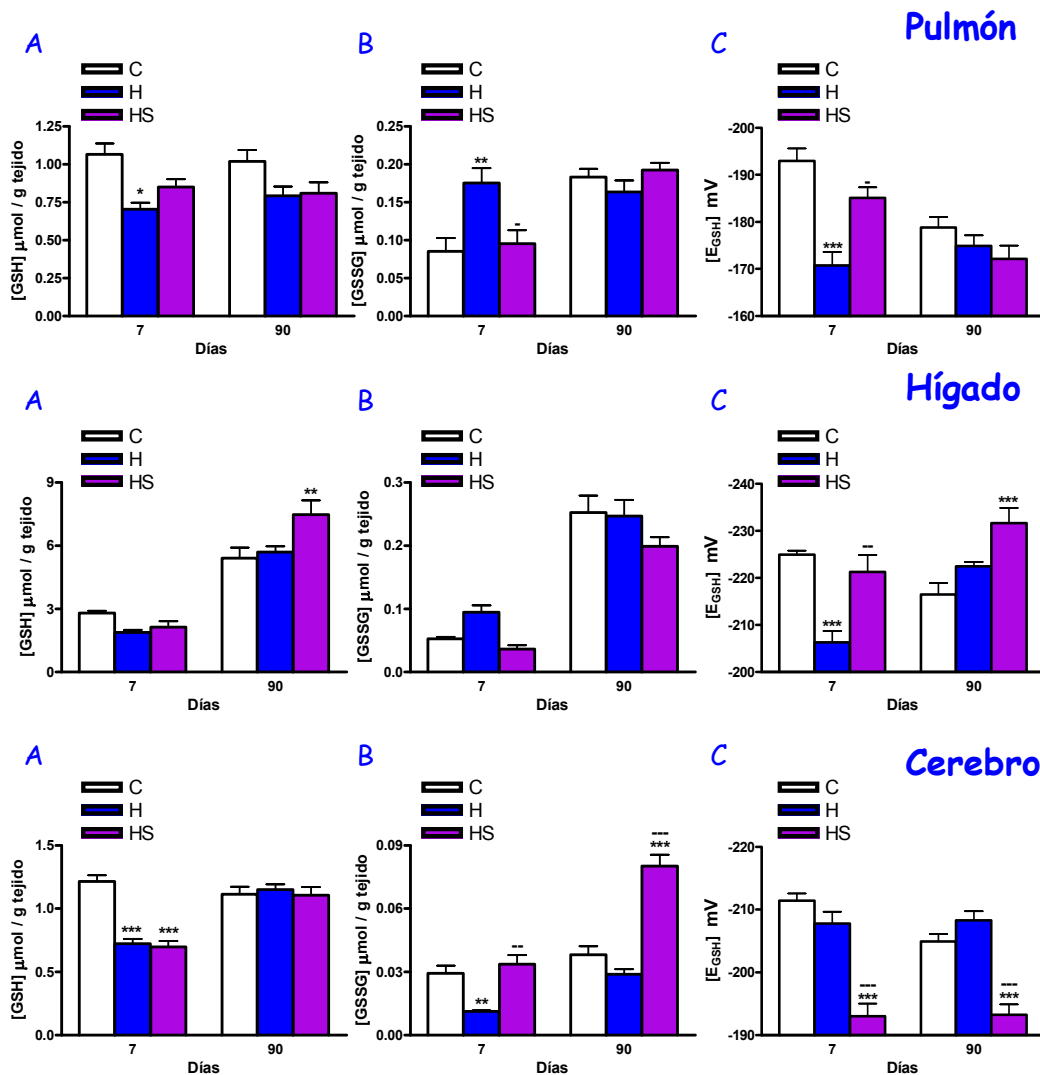 Pulmón
A
C
H
HS
[GSH] µmol / g tejido
1.25
1.00
0.75
0.50
0.25
0.00
*
7
90
Días
B
C
H
HS
[GSSG] µmol / g tejido
0.25
0.20
0.15
0.10
0.05
0.00
**
-
7
90
Días
C
C
H
HS
[EGSH] mV
-200
-190
-180
-170
-160
***
-
7
90
Días
Hígado
A
C
H
HS
[GSH] µmol / g tejido
9
6
3
0
**
7
90
Días
B
C
H
HS
[GSSG] µmol / g tejido
0.3
0.2
0.1
0.0
7
90
Días
C
C
H
HS
[EGSH] mV
-240
-230
-220
-210
-200
***
--
***
7
90
Días
Cerebro
A
C
H
HS
[GSH] µmol / g tejido
1.5
1.0
0.5
0.0
***
***
7
90
Días
B
C
H
HS
[GSSG] µmol / g tejido
0.09
0.06
0.03
0.00
**
--
---
***
7
90
Días
C
C
H
HS
[EGSH] mV
-220
-210
-200
-190
---
***
---
***
7
90
Días